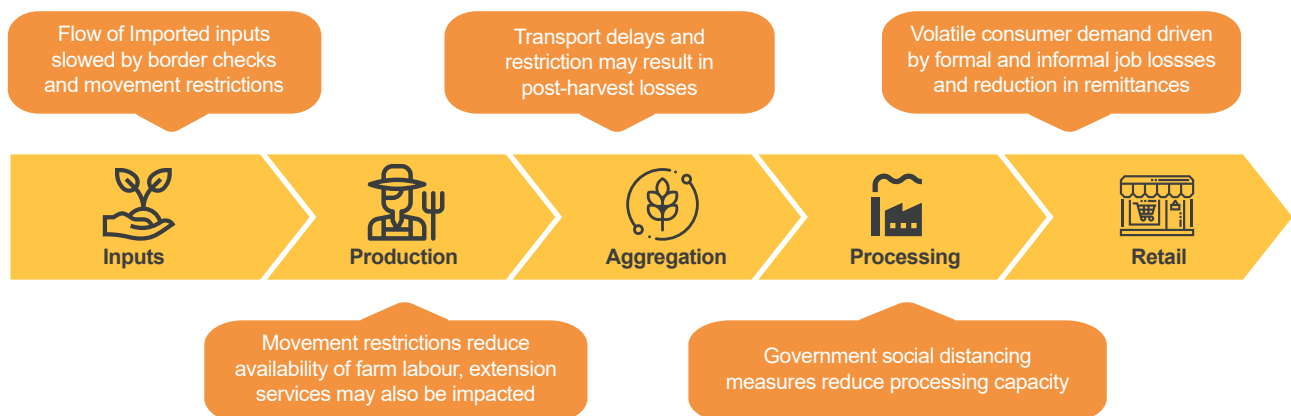 Flow of Imported inputs
slowed by border checks
and movement restrictions
Transport delays and
restriction may result in
post-harvest losses
Volatile consumer demand driven
by formal and informal job lossses
and reduction in remittances
Inputs
Production
Aggregation
Processing
Retail
Movement restrictions reduce
availability of farm labour, extension
services may also be impacted
Government social distancing
measures reduce processing capacity